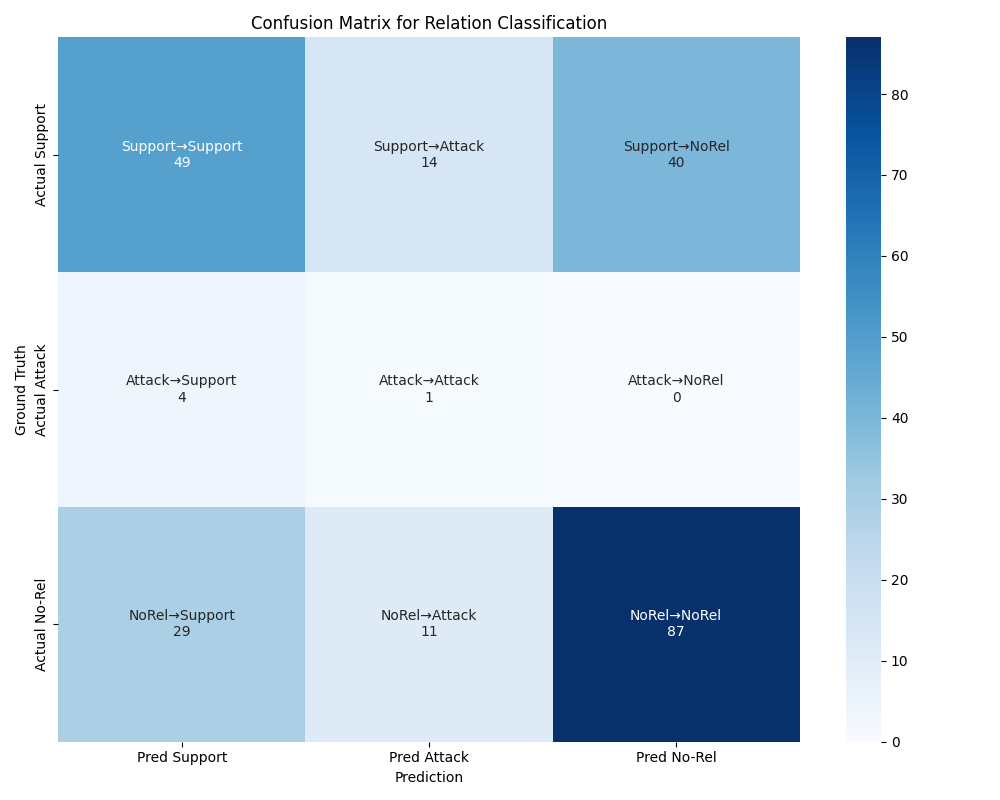 Confusion Matrix for Relation Classification
Ground Truth
Actual Support
Actual Attack
Actual No-Rel
Support→Support
49
Support→Attack
14
Support→NoRel
40
Attack→Support
4
Attack→Attack
1
Attack→NoRel
0
NoRel→Support
29
NoRel→Attack
11
NoRel→NoRel
87
Pred Support
Pred Attack
Pred No-Rel
Prediction
80
70
60
50
40
30
20
10
0